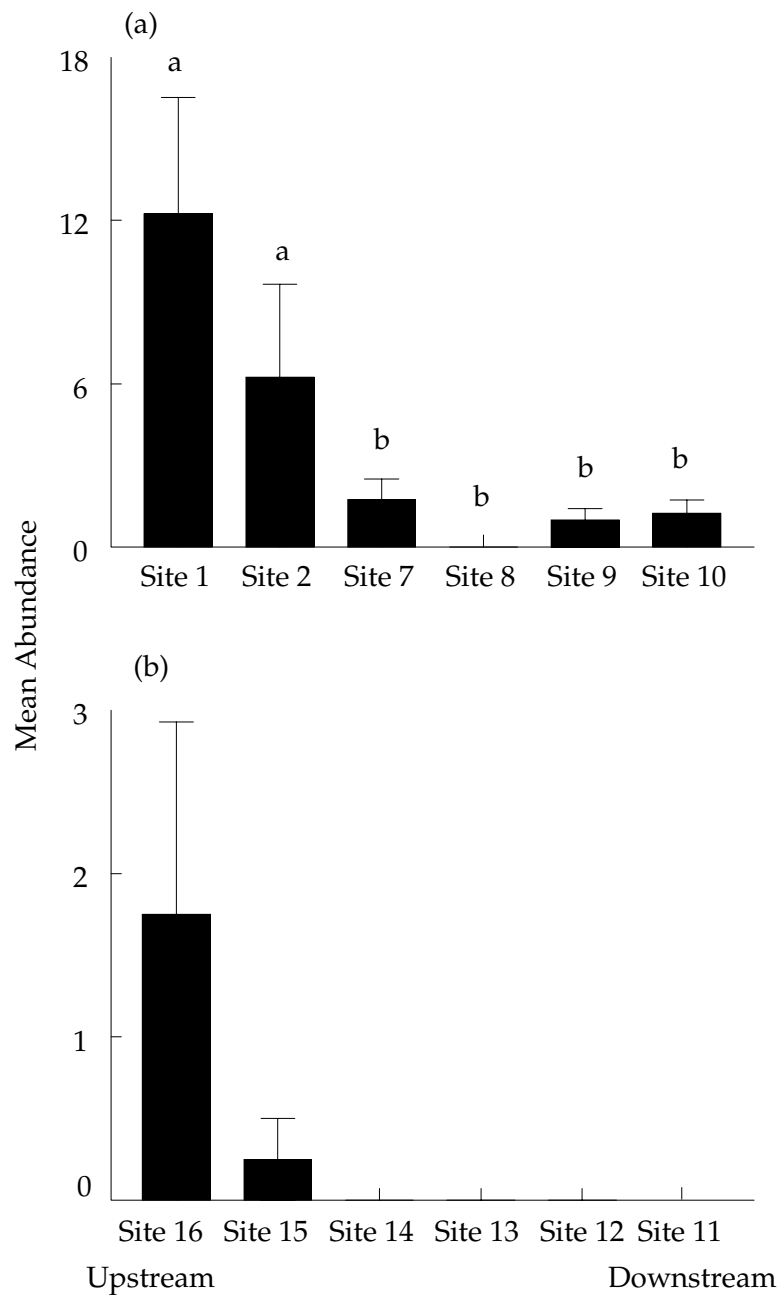 (a)
18
12
6
0
a
a
b
b
b
b
Site 1 Site 2 Site 7 Site 8 Site 9 Site 10
Mean Abundance
(b)
3
2
1
0
Site 16 Site 15 Site 14 Site 13 Site 12 Site 11
Upstream Downstream